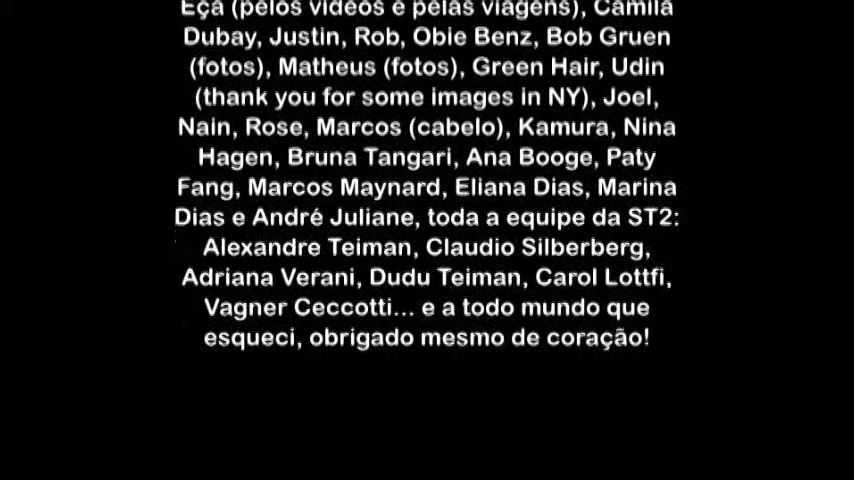 Eça (pelos vídeos e pelas viagens), Camila
Dubay, Justin, Rob, Obie Benz, Bob Gruen
(fotos), Matheus (fotos), Green Hair, Udin
(thank you for some images in NY), Joel,
Nain, Rose, Marcos (cabelo), Kamura, Nina
Hagen, Bruna Tangari, Ana Booge, Paty
Fang, Marcos Maynard, Eliana Dias, Marina
Dias e André Juliane, toda a equipe da ST2:
Alexandre Teiman, Claudio Silberberg,
Adriana Verani, Dudu Teiman, Carol Lottfi,
Vagner Ceccotti... e a todo mundo que
esqueci, obrigado mesmo de coração!